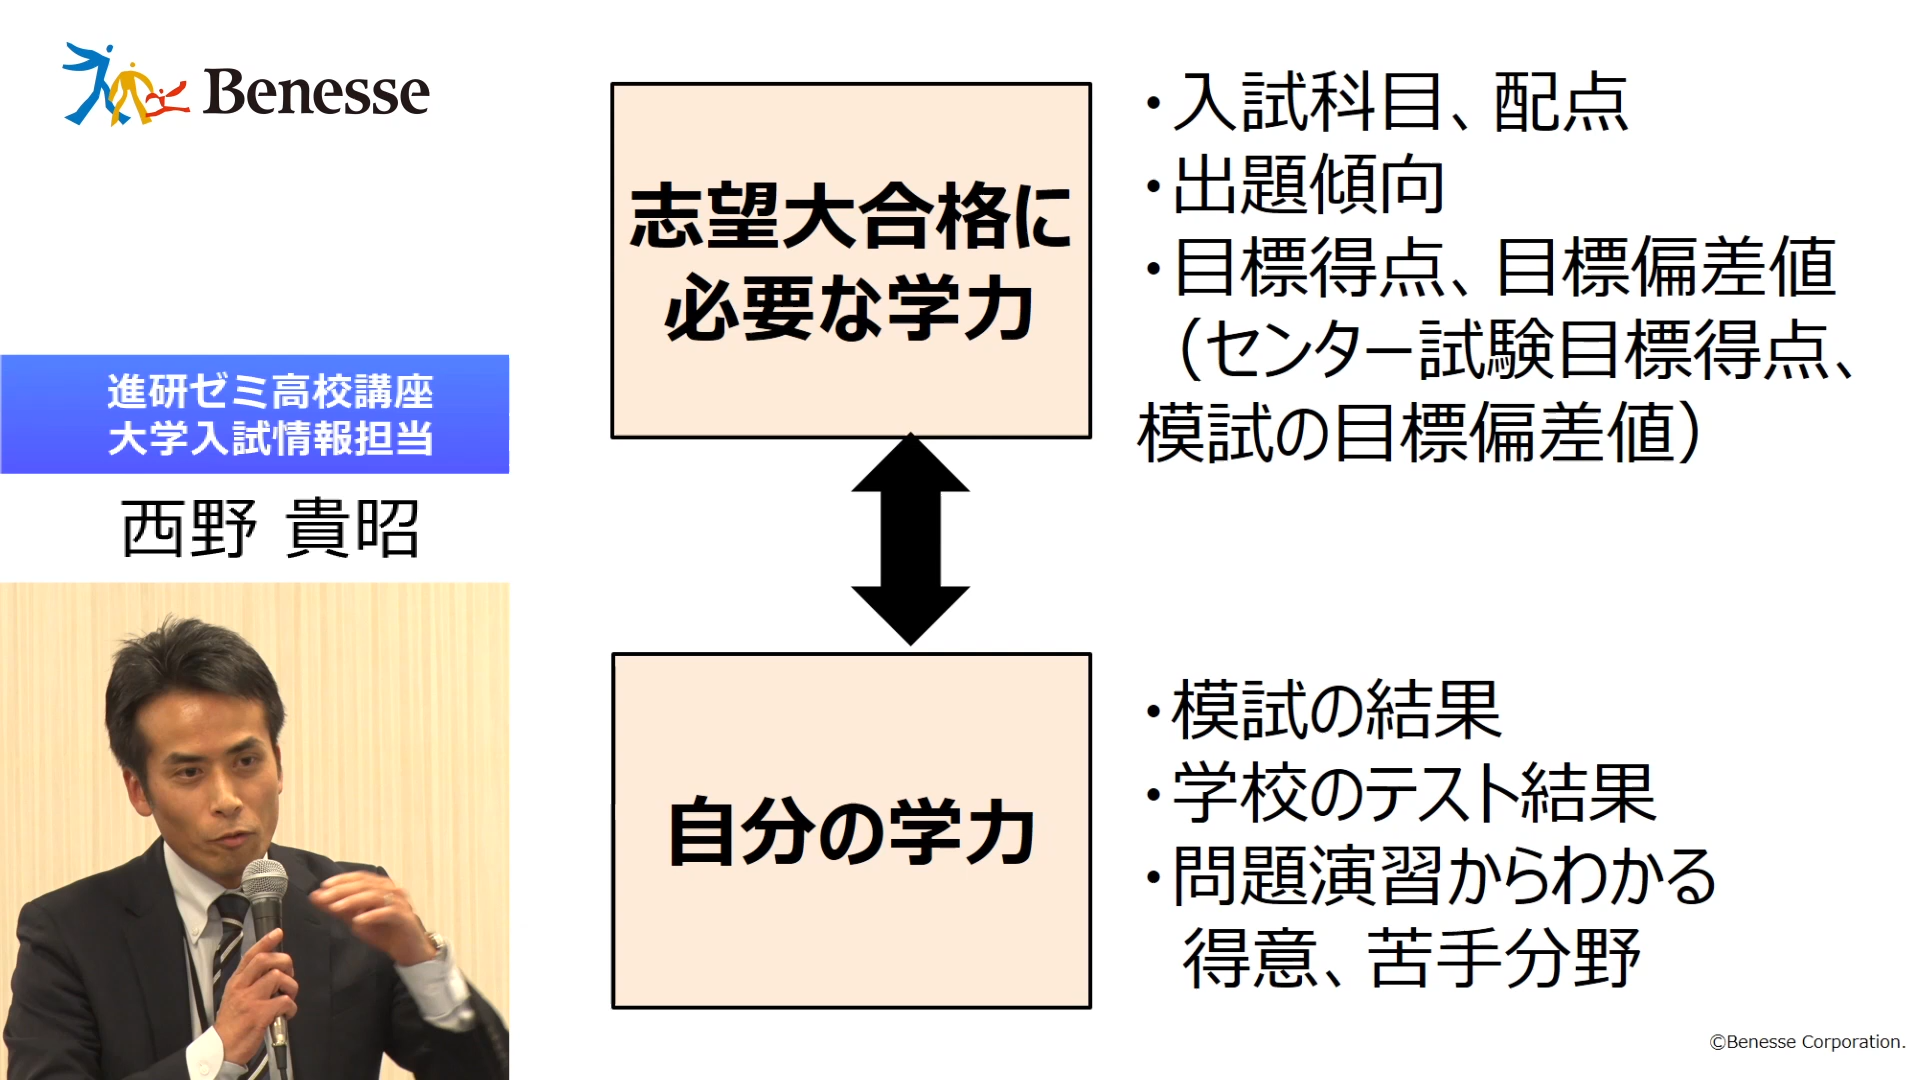 Benesse
進研ゼミ高校講座
大学入試情報担当
西野 貴昭
志望大合格に
必要な学力
・入試科目、配点
・出題傾向
・目標得点、目標偏差値
（センター試験目標得点、
模試の目標偏差値）
自分の学力
・模試の結果
・学校のテスト結果
・問題演習からわかる
得意、苦手分野
©Benesse Corporation.